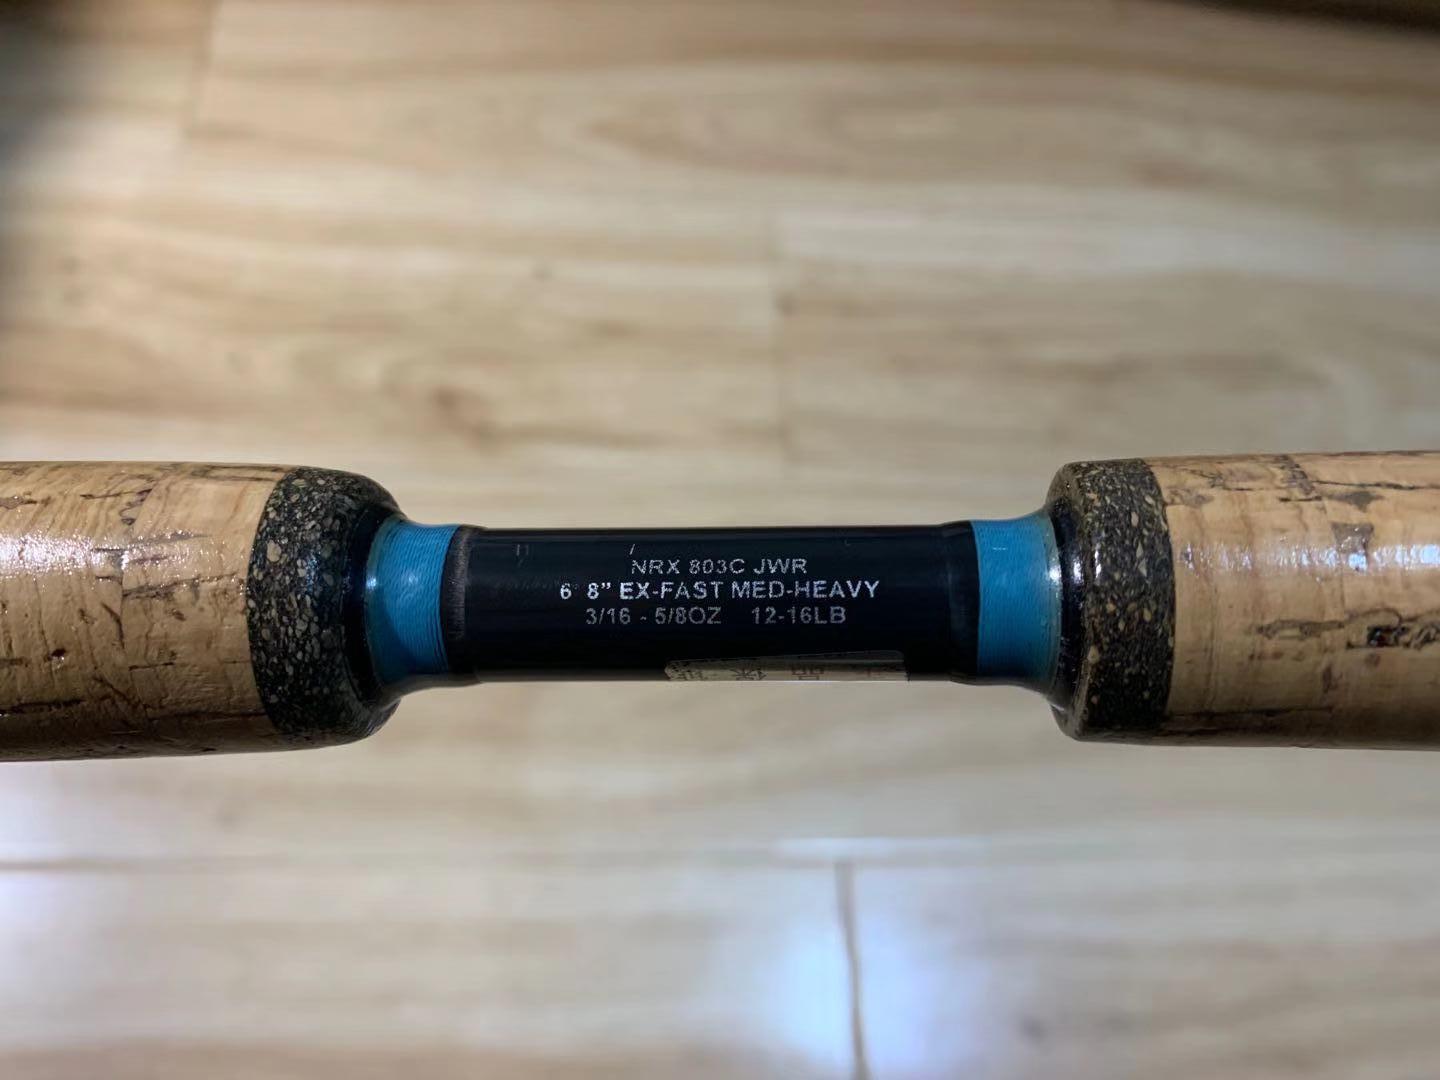 NRX 803C JWR
6' 8" EX-FAST MED-HEAVY
3/16 - 5/8OZ 12-16LB